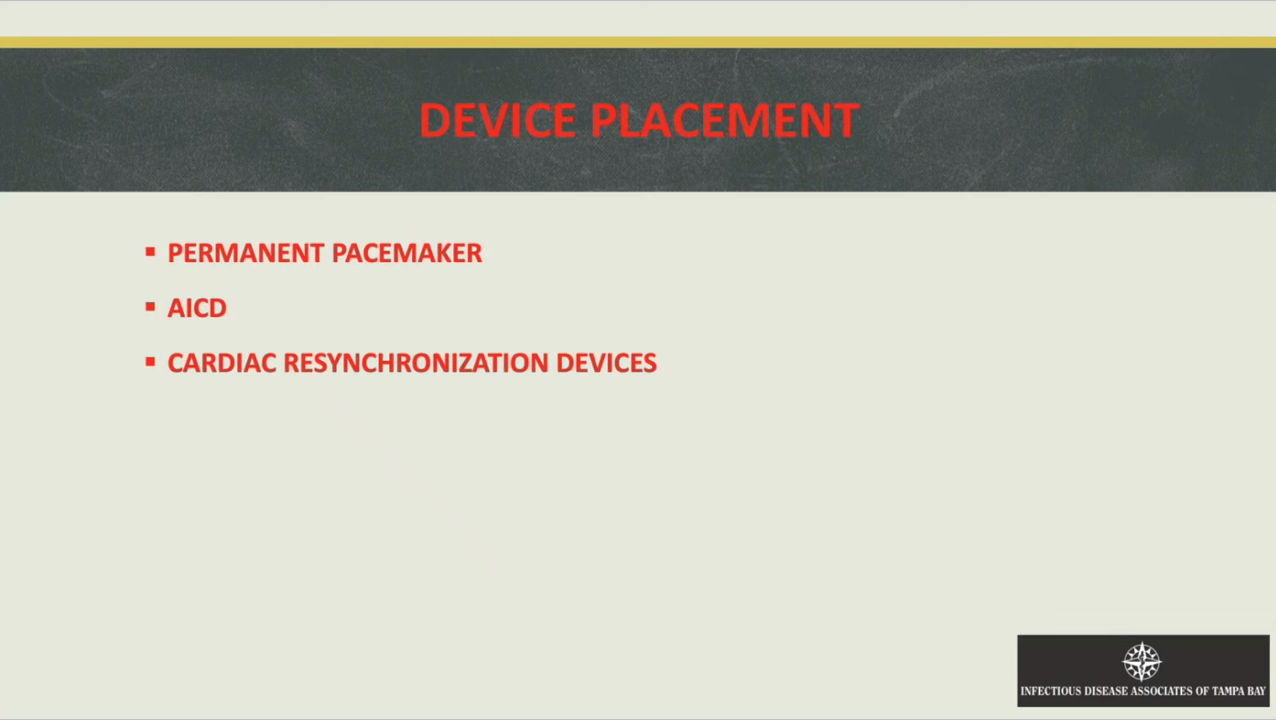 DEVICE PLACEMENT
▪ PERMANENT PACEMAKER
▪ AICD
▪ CARDIAC RESYNCHRONIZATION DEVICES
INFECTIOUS DISEASE ASSOCIATES OF TAMPA BAY